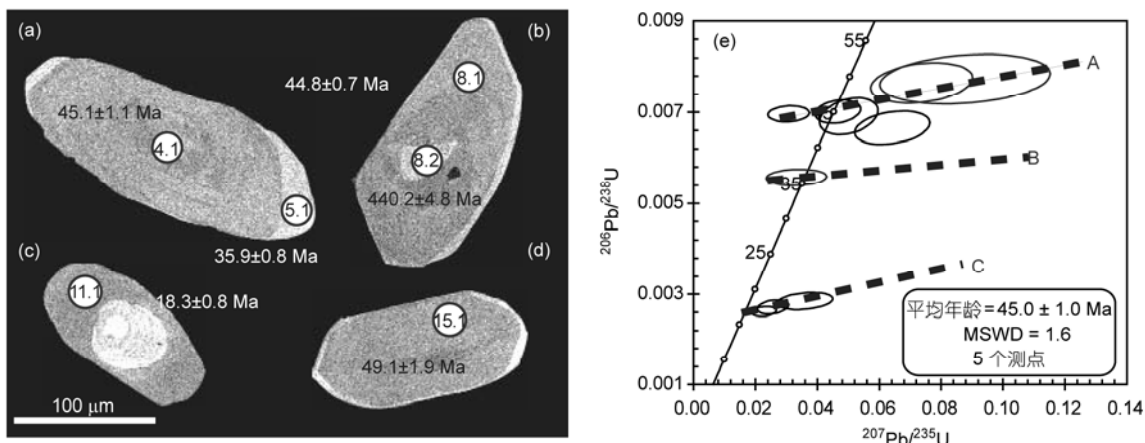 (a)
(b)
44.8±0.7 Ma
8.1
45.1±1.1 Ma
4.1
8.2
440.2±4.8 Ma
5.1
35.9±0.8 Ma
(c)
(d)
11.1
18.3±0.8 Ma
15.1
49.1±1.9 Ma
100 μm
(e)
0.009
0.007
0.005
0.003
0.001
²⁰⁶Pb/²³⁸U
55
35
25
A
B
C
平均年龄 = 45.0 ± 1.0 Ma
MSWD = 1.6
5 个测点
0.00 0.02 0.04 0.06 0.08 0.10 0.12 0.14
²⁰⁷Pb/²³⁵U